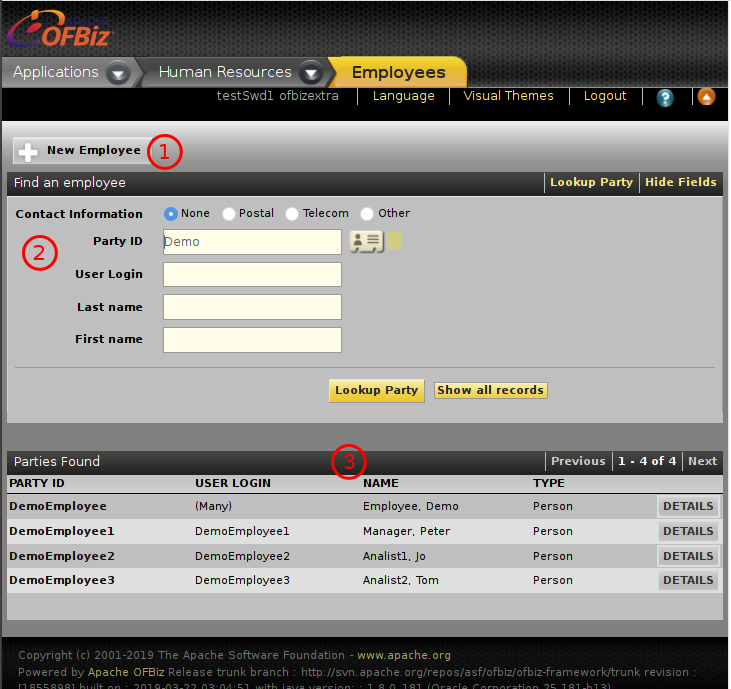 APACHE
OFBiz
Applications Human Resources Employees
testSwd1 ofbizextra Language Visual Themes Logout ?
New Employee 1
Find an employee Lookup Party Hide Fields
Contact Information None Postal Telecom Other
2 Party ID Demo
User Login
Last name
First name
Lookup Party Show all records
Parties Found 3 Previous 1 - 4 of 4 Next
PARTY ID USER LOGIN NAME TYPE
DemoEmployee (Many) Employee, Demo Person DETAILS
DemoEmployee1 DemoEmployee1 Manager, Peter Person DETAILS
DemoEmployee2 DemoEmployee2 Analist1, Jo Person DETAILS
DemoEmployee3 DemoEmployee3 Analist2, Tom Person DETAILS
Copyright (c) 2001-2019 The Apache Software Foundation - www.apache.org
Powered by Apache OFBiz Release trunk branch : http://svn.apache.org/repos/asf/ofbiz/ofbiz-framework/trunk revision :
[1855898] built on : 2019-03-22 03:04:51 with java version: : 1.8.0_181 (Oracle Corporation 25.181-b13)